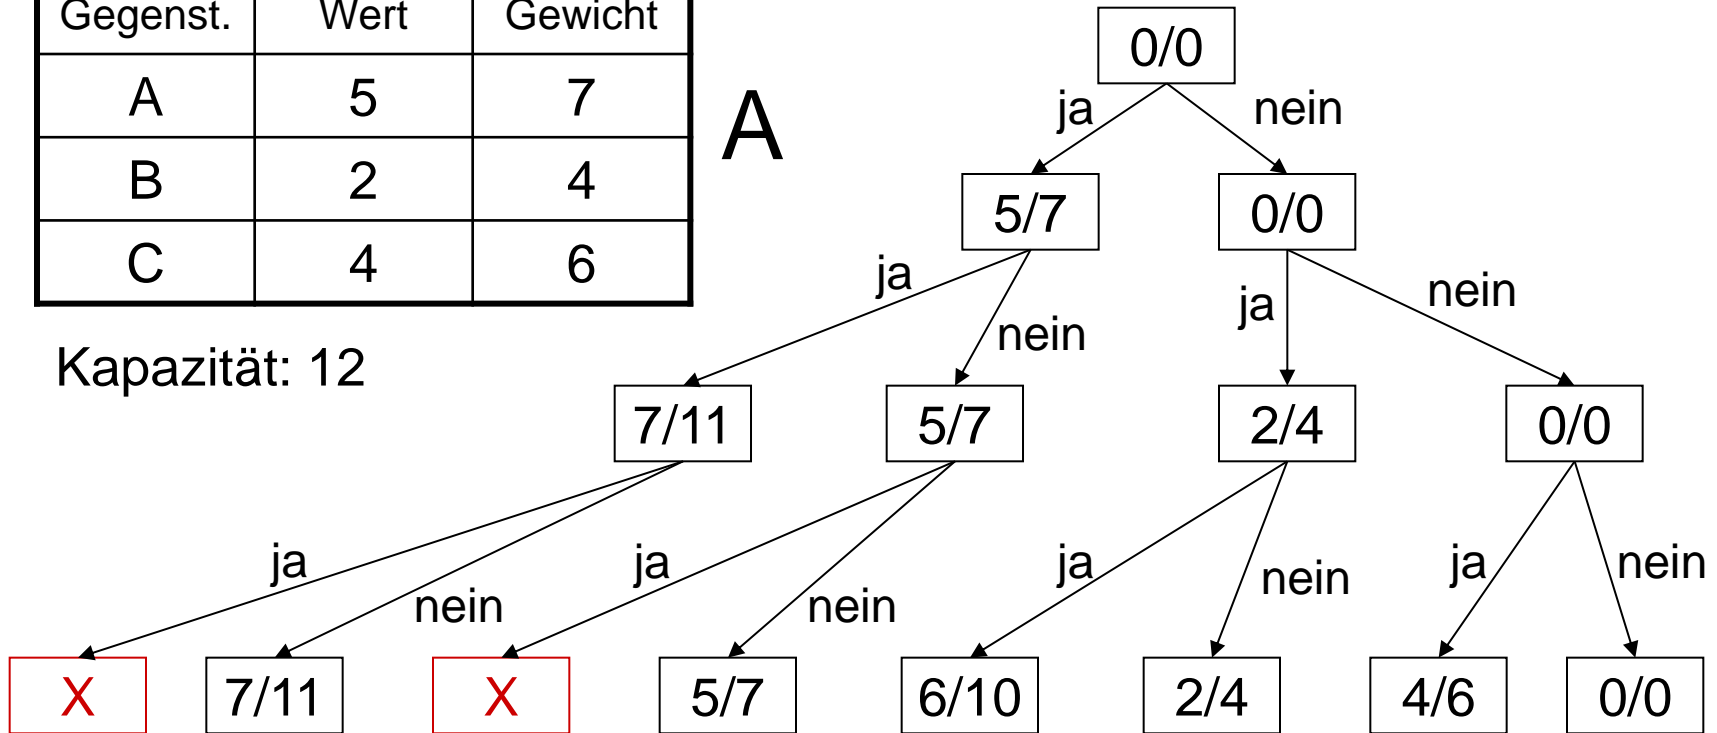 Gegenst. Wert Gewicht
A 5 7
B 2 4
C 4 6
Kapazität: 12
A
0/0
ja nein
5/7 0/0
ja nein ja nein
7/11 5/7 2/4 0/0
ja nein ja nein ja nein ja nein
X 7/11 X 5/7 6/10 2/4 4/6 0/0